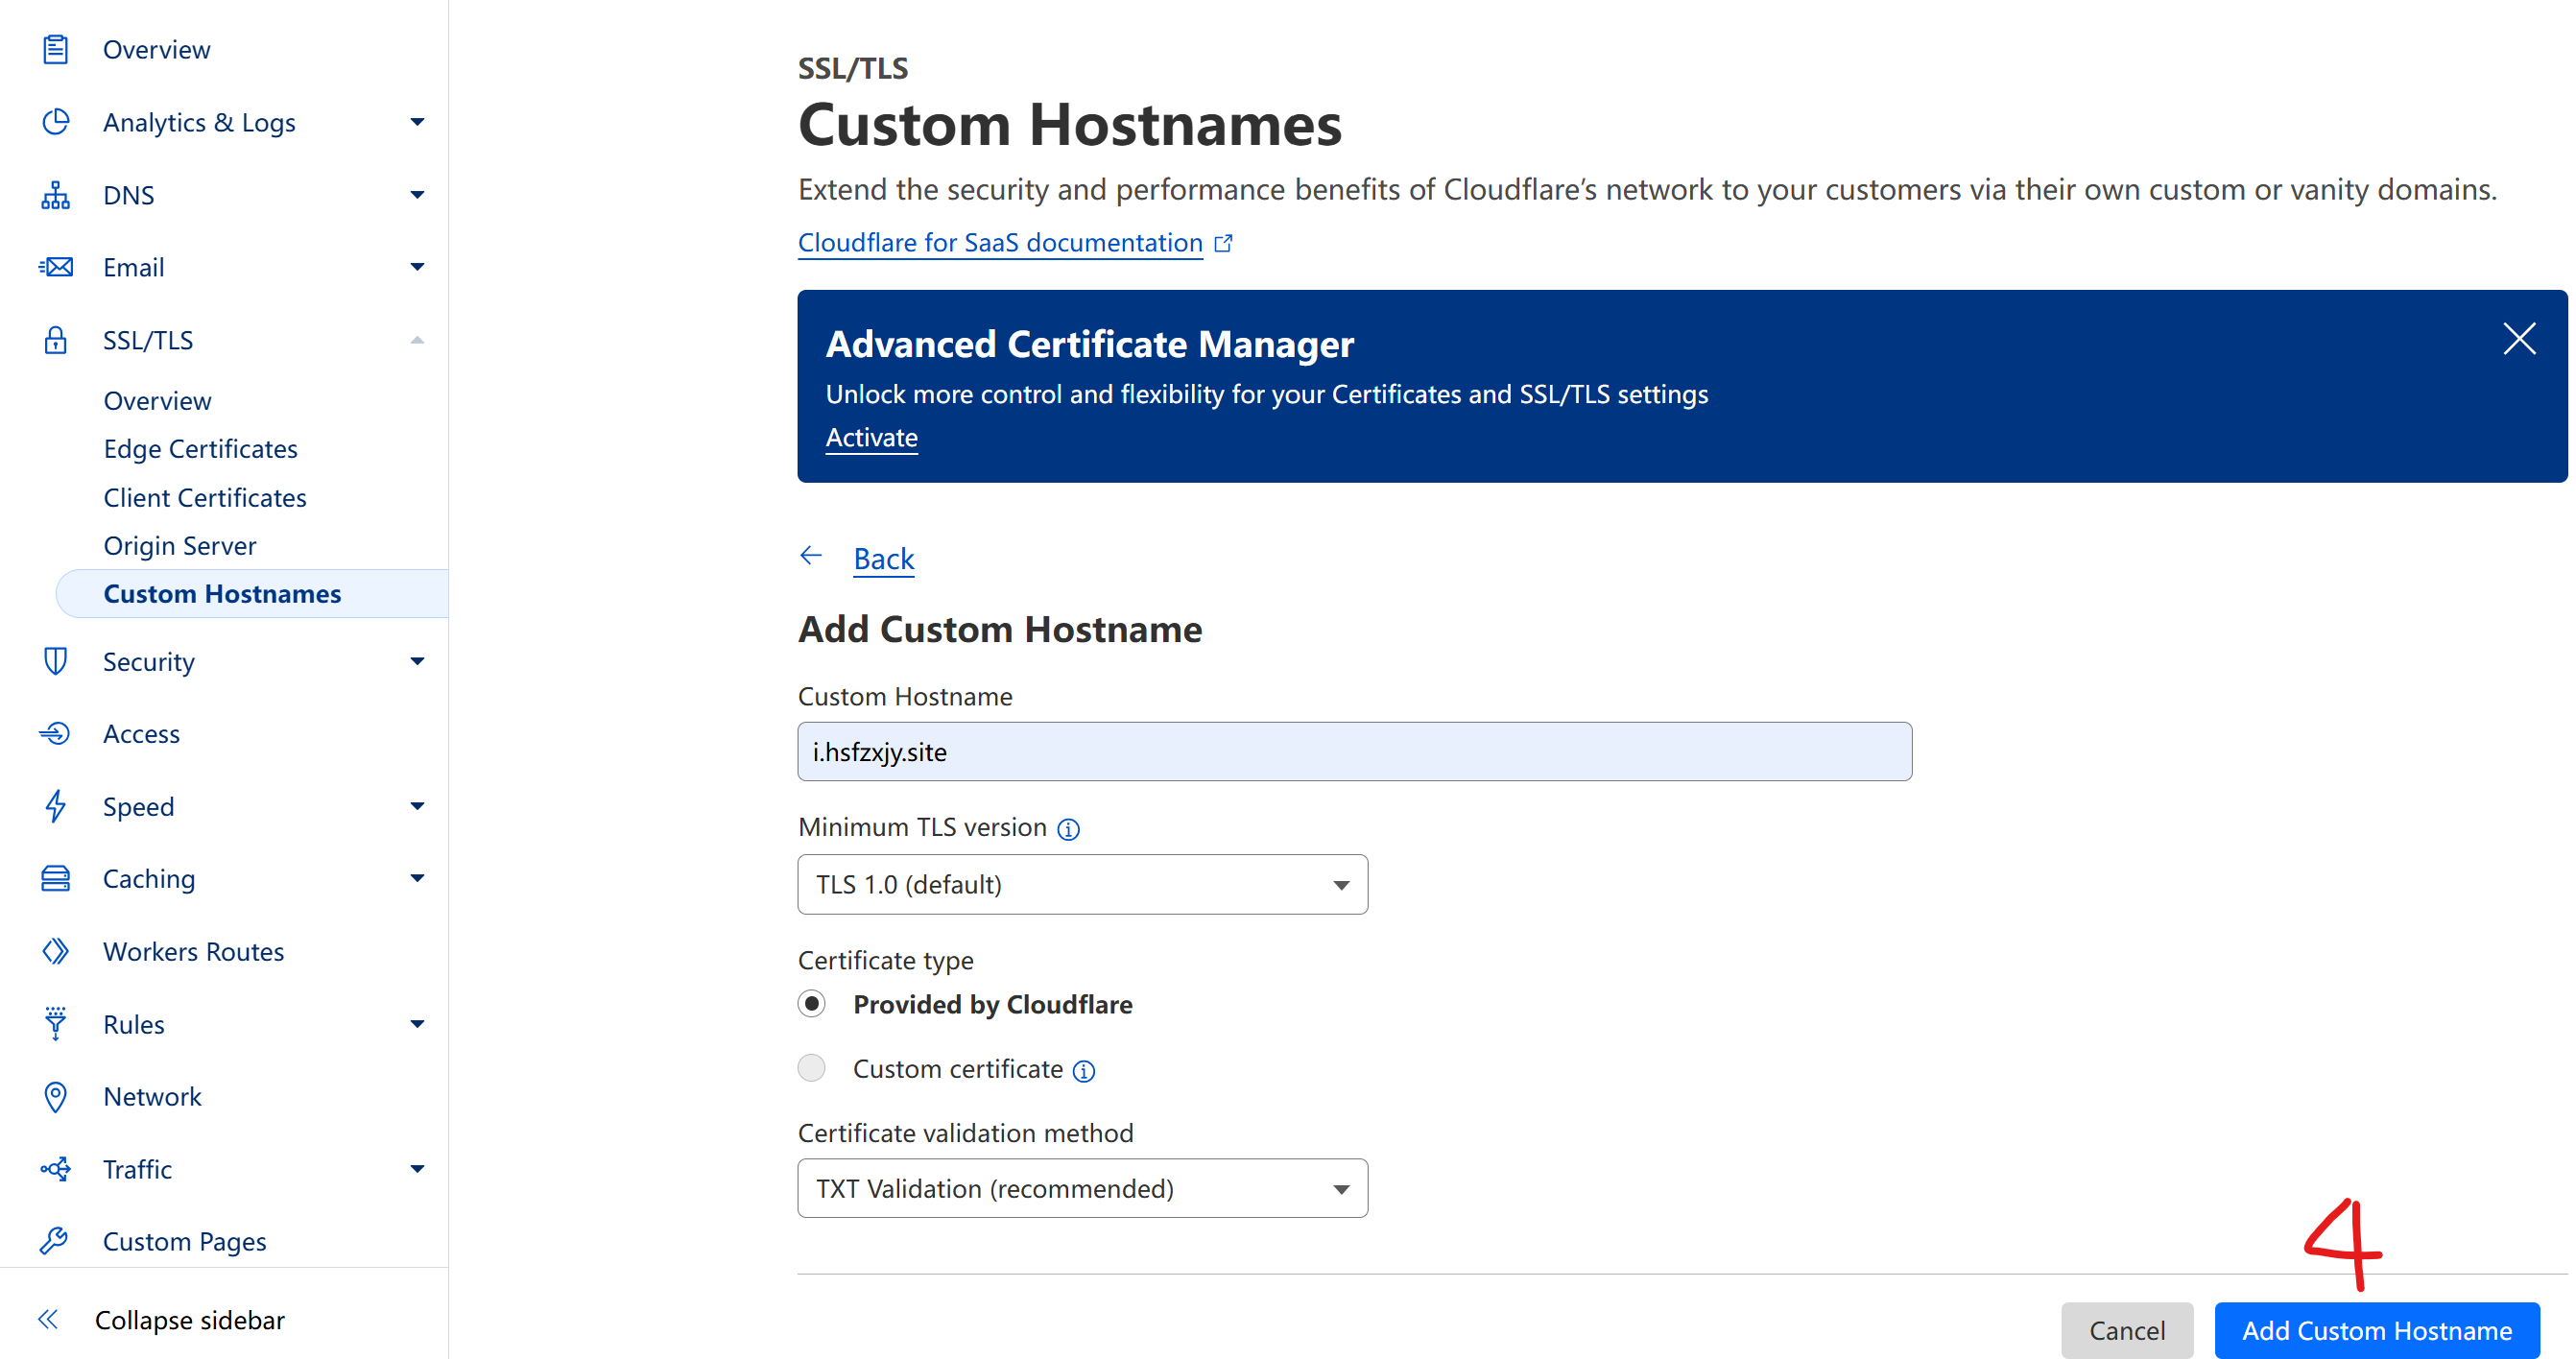 Overview
Analytics & Logs
DNS
Email
SSL/TLS
Overview
Edge Certificates
Client Certificates
Origin Server
Custom Hostnames
Security
Access
Speed
Caching
Workers Routes
Rules
Network
Traffic
Custom Pages
Collapse sidebar
SSL/TLS
Custom Hostnames
Extend the security and performance benefits of Cloudflare’s network to your customers via their own custom or vanity domains.
Cloudflare for SaaS documentation
Advanced Certificate Manager
Unlock more control and flexibility for your Certificates and SSL/TLS settings
Activate
Back
Add Custom Hostname
Custom Hostname
i.hsfzxjy.site
Minimum TLS version
TLS 1.0 (default)
Certificate type
Provided by Cloudflare
Custom certificate
Certificate validation method
TXT Validation (recommended)
4
Cancel
Add Custom Hostname